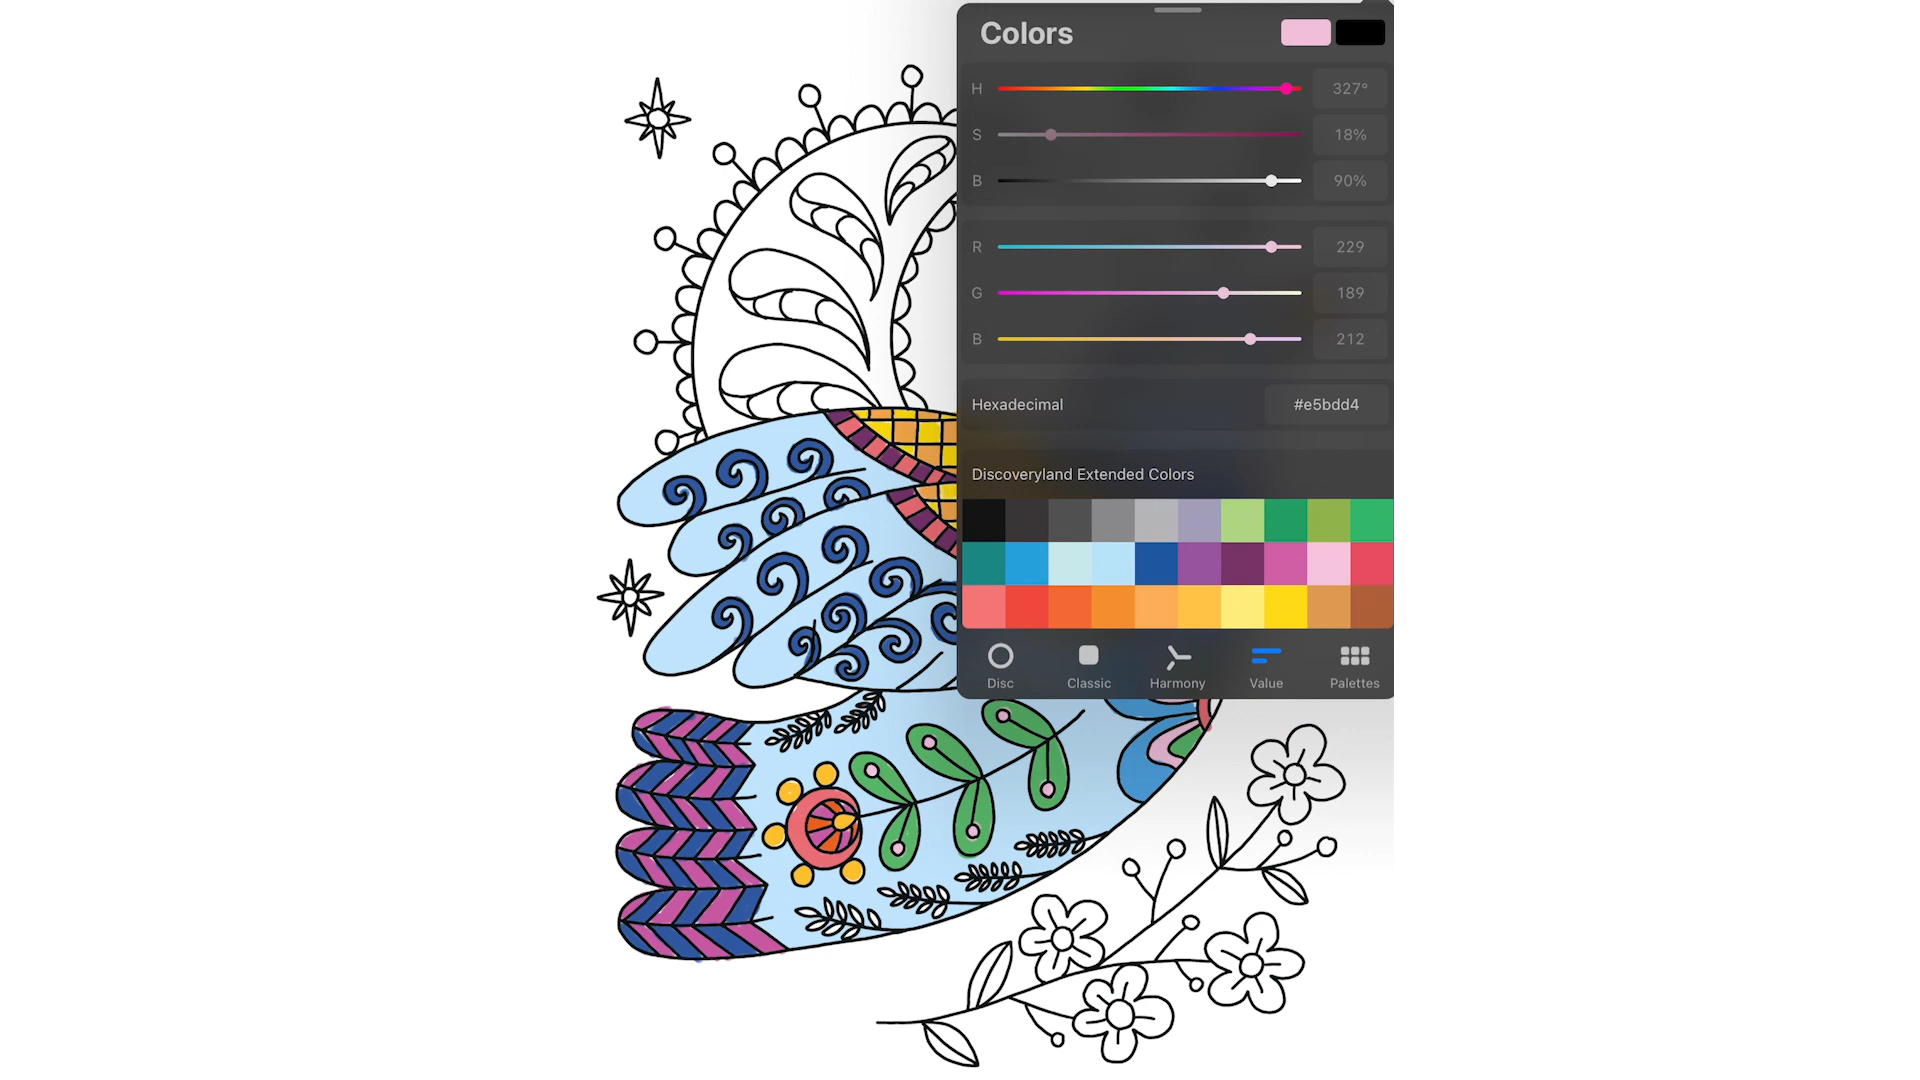 Colors
H 327°
S 18%
B 90%
R 229
G 189
B 212
Hexadecimal #e5bdd4
Discoveryland Extended Colors
Disc Classic Harmony Value Palettes